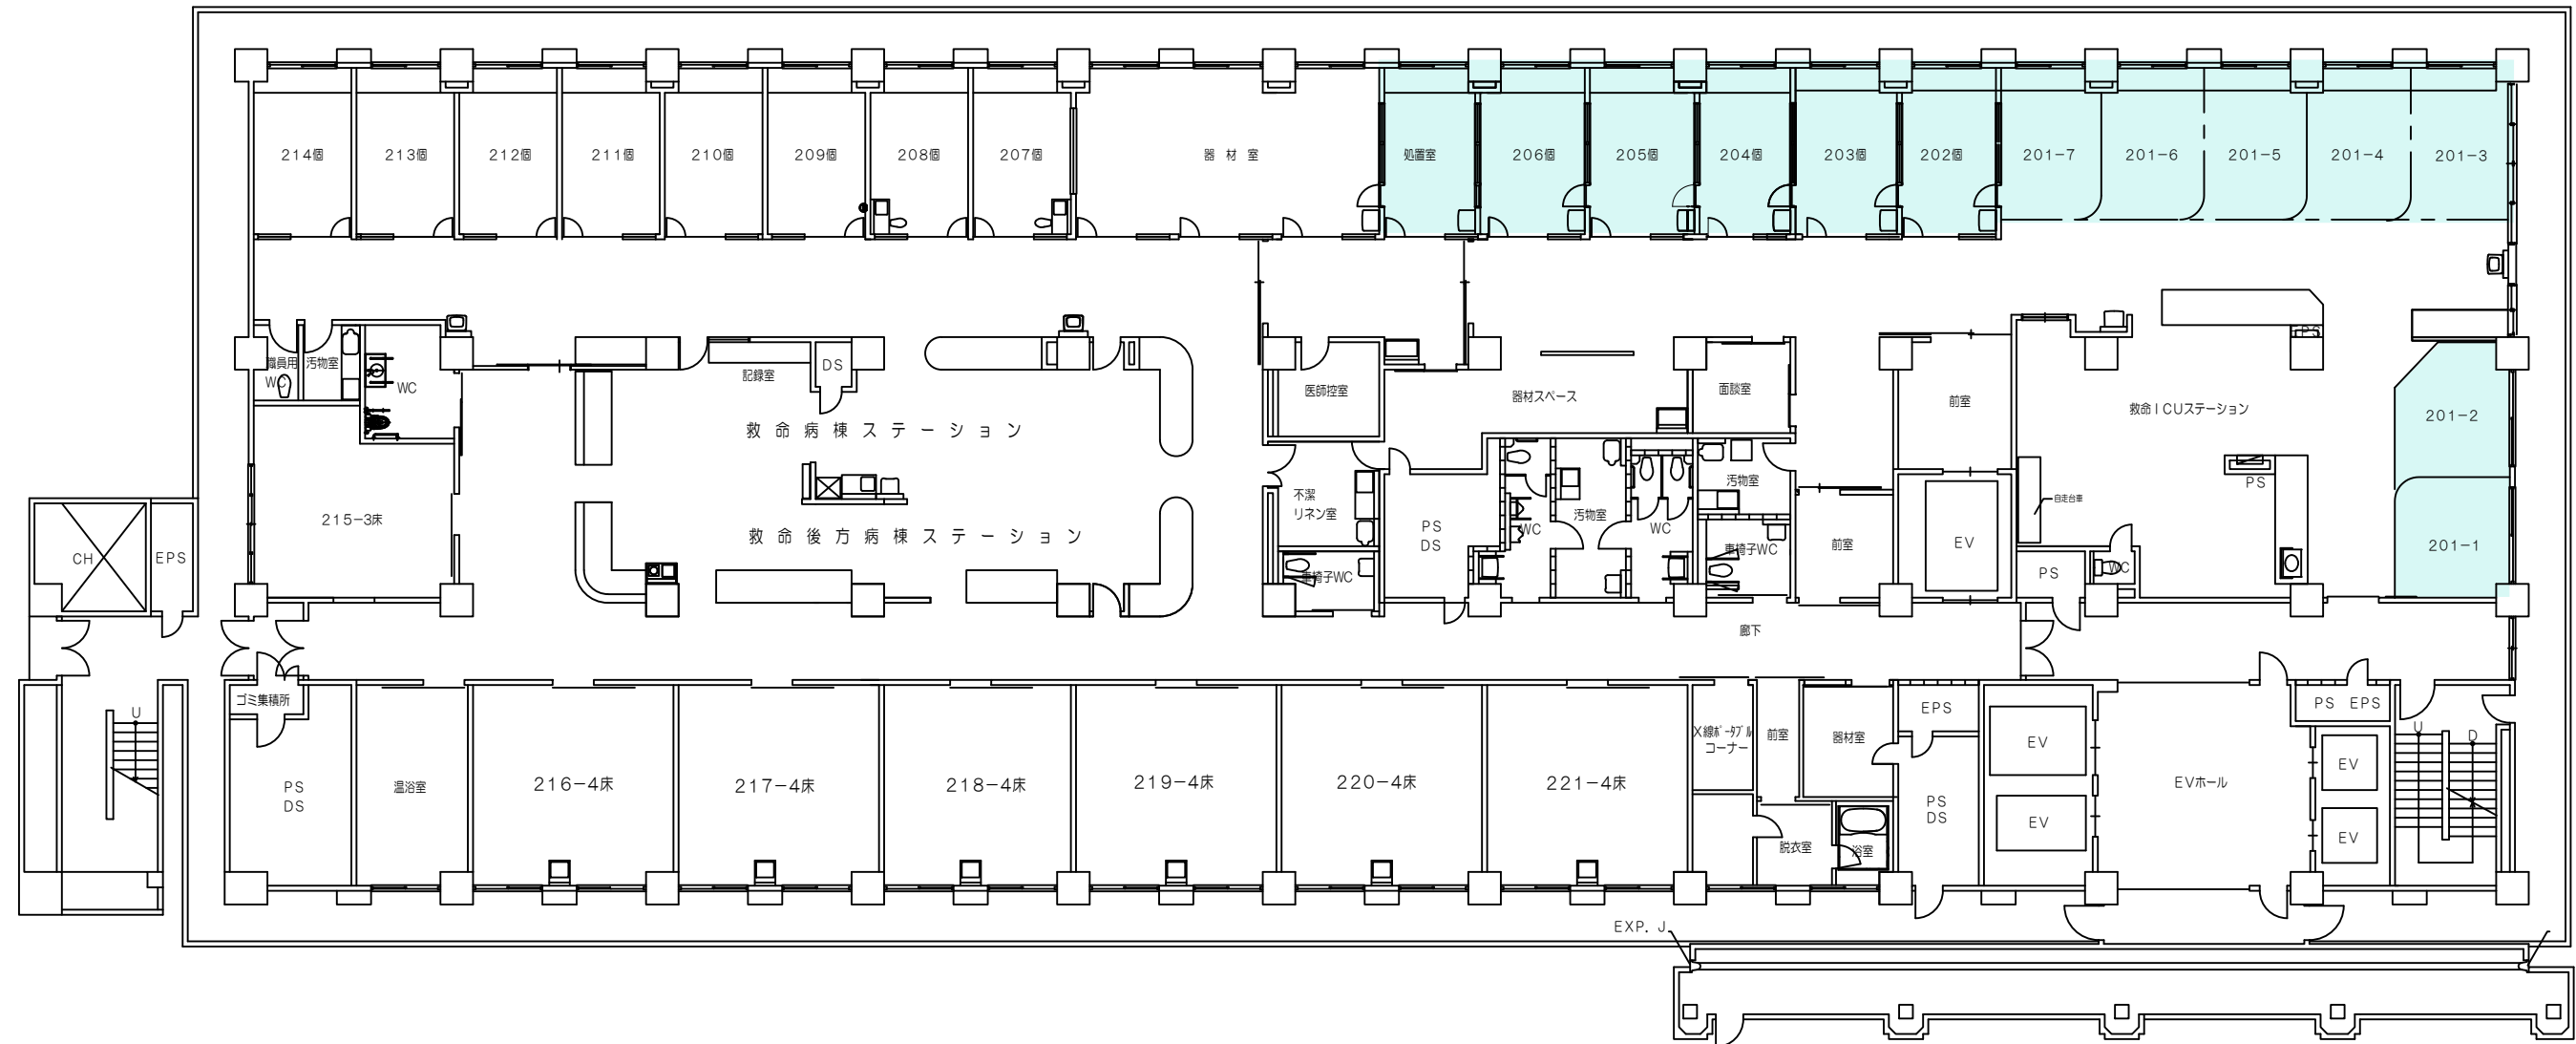 214個
213個
212個
211個
210個
209個
208個
207個
器 材 室
処置室
206個
205個
204個
203個
202個
201-7
201-6
201-5
201-4
201-3
職員用
WC
汚物室
WC
記録室
DS
医師控室
器材スペース
面談室
前室
救命ICUステーション
EPS
201-2
救 命 病 棟 ス テ ー シ ョ ン
215-3床
救 命 後 方 病 棟 ス テ ー シ ョ ン
不潔
リネン室
車椅子WC
PS
DS
WC
汚物室
WC
汚物室
車椅子WC
前室
EV
自走台車
PS
PS
WC
201-1
CH
EPS
廊下
ゴミ集積所
U
PS
DS
温浴室
216-4床
217-4床
218-4床
219-4床
220-4床
221-4床
X線ポータブル
コーナー
前室
器材室
EPS
PS
DS
脱衣室
浴室
EV
EV
EVホール
PS EPS
EV
EV
U
D
EXP. J